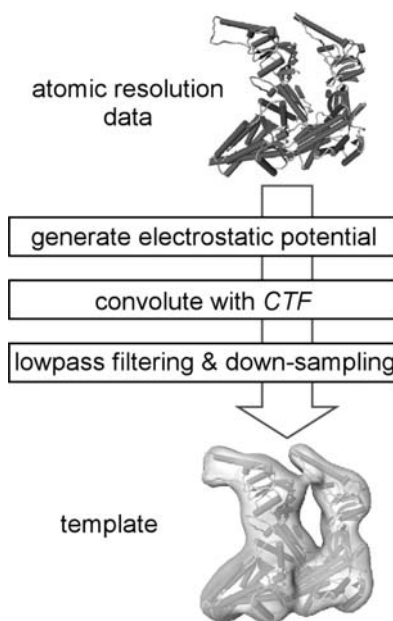 atomic resolution
data
generate electrostatic potential
convolute with CTF
lowpass filtering & down-sampling
template